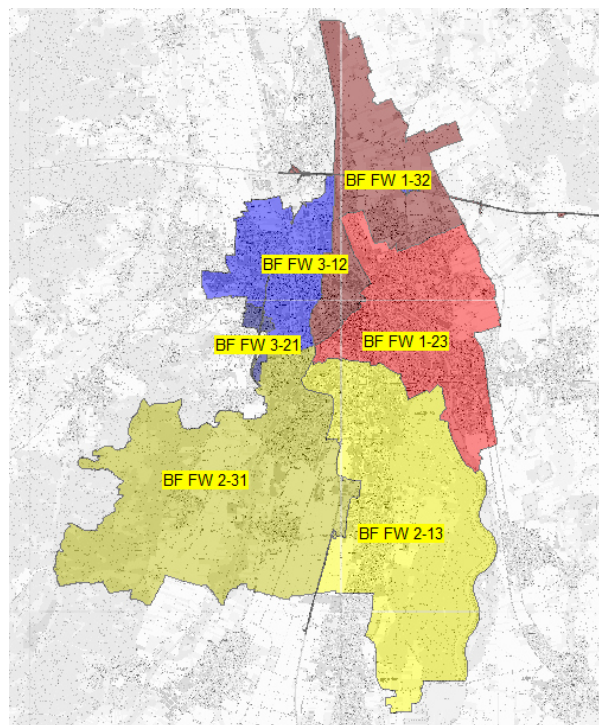 BF FW 1-32
BF FW 3-12
BF FW 3-21
BF FW 1-23
BF FW 2-31
BF FW 2-13